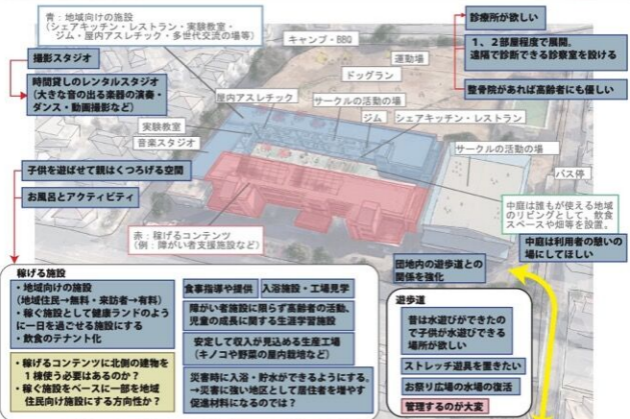 青：地域向けの施設
（シェアキッチン・レストラン・実験教室・
ジム・屋内アスレチック・多世代交流の場等）
撮影スタジオ
時間貸しのレンタルスタジオ
（大きな音の出る楽器の演奏・
ダンス・動画撮影など）
キャンプ・BBQ
運動場
ドッグラン
屋内アスレチック
サークルの活動の場
ジム
シェアキッチン・レストラン
実験教室
音楽スタジオ
サークルの活動の場
バス停
診療所が欲しい
１、２部屋程度で展開。
遠隔で診断できる診察室を設ける
整骨院があれば高齢者にも優しい
子供を遊ばせて親はくつろげる空間
お風呂とアクティビティ
赤：稼げるコンテンツ
（例：障がい者支援施設など）
中庭は誰もが使える地域
のリビングとして、飲食
スペースや畑等を設置。
中庭は利用者の憩いの
場にしてほしい
稼げる施設
・地域向けの施設
（地域住民→無料・来訪者→有料）
・稼ぐ施設として健康ランドのよう
に一日を過ごせる施設にする
・飲食のテナント化
・稼げるコンテンツに北側の建物を
１棟使う必要はあるのか？
・稼ぐ施設をベースに一部を地域
住民向け施設にする方向性か？
食事指導や提供
入浴施設・工場見学
障がい者施設に限らず高齢者の活動、
児童の成長に関する生涯学習施設
安定して収入が見込める生産工場
（キノコや野菜の屋内栽培など）
災害時に入浴・貯水ができるようにする。
→災害に強い地区として居住者を増やす
促進材料になるのでは？
団地内の遊歩道との
関係を強化
遊歩道
昔は水遊びができたの
で子供が水遊びできる
場所が欲しい
ストレッチ遊具を置きたい
お祭り広場の水場の復活
管理するのが大変